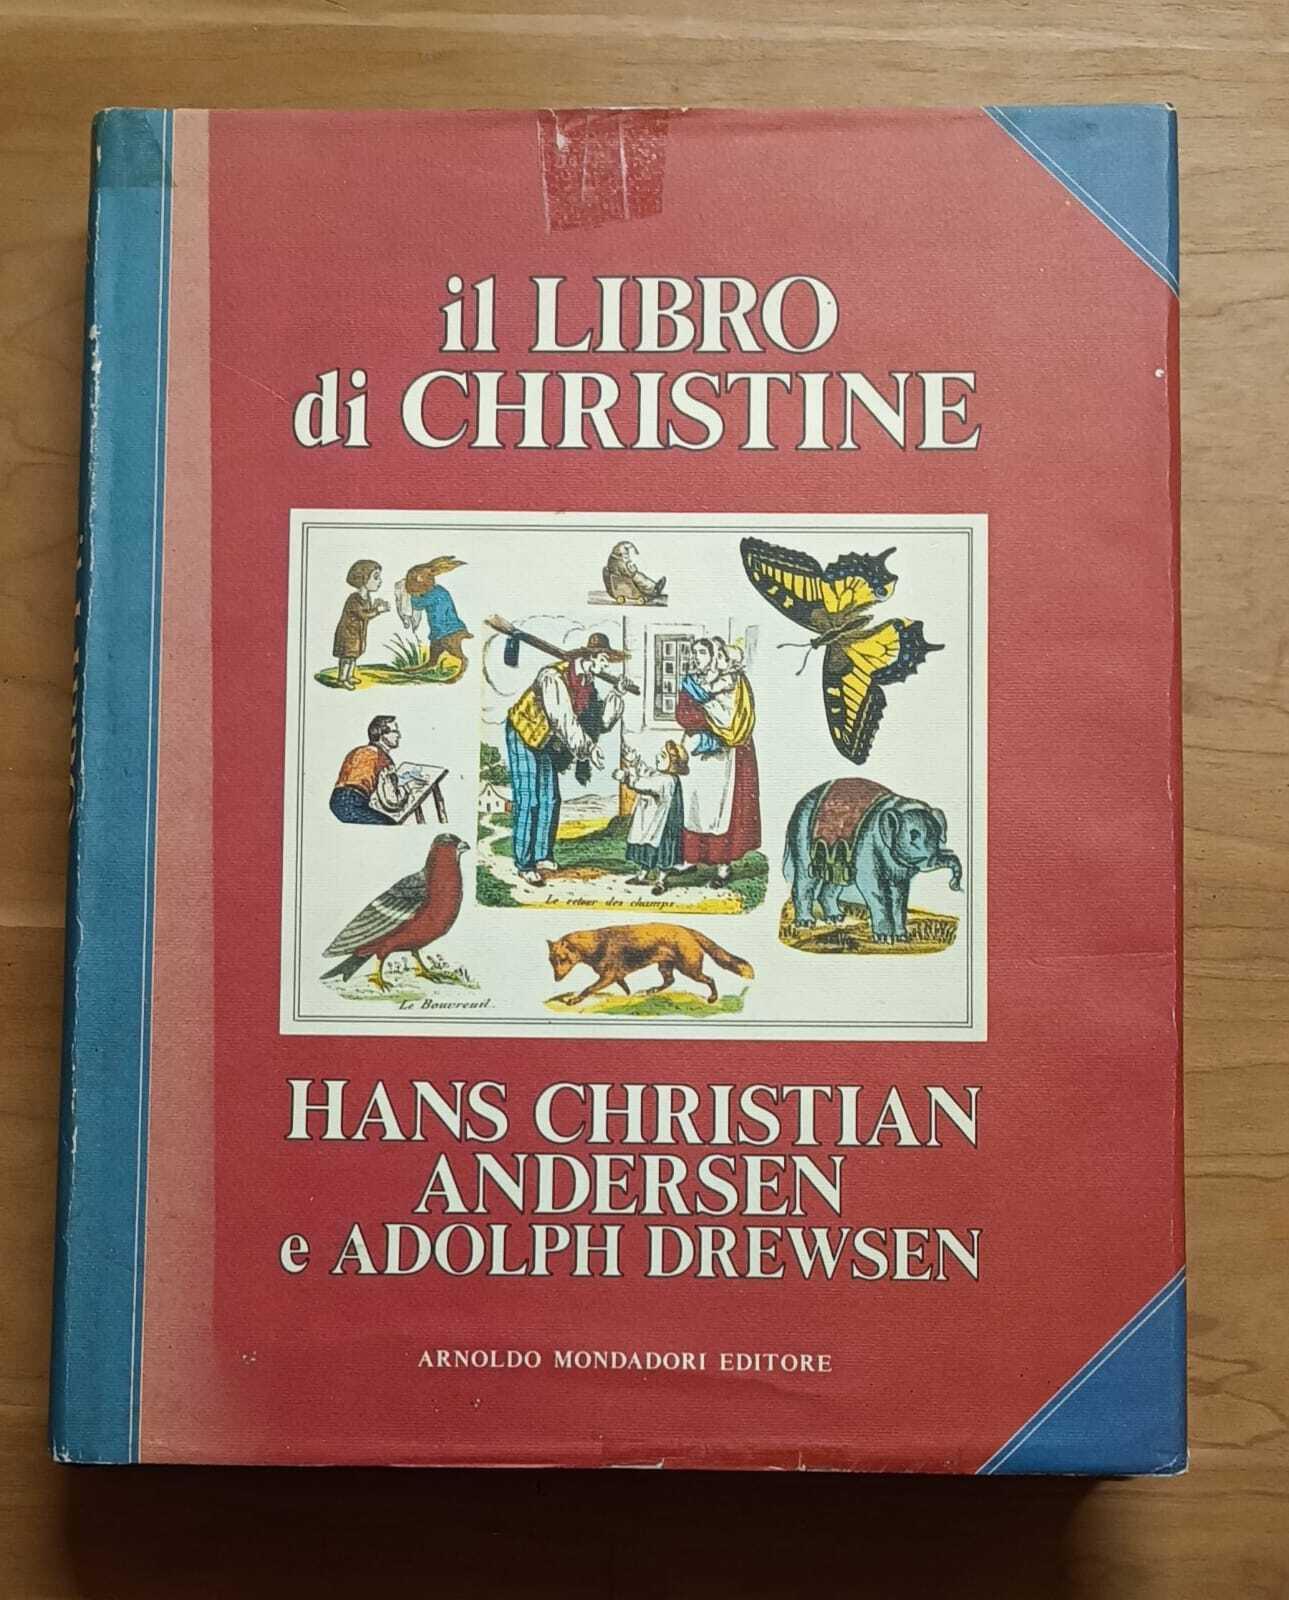 il LIBRO
di CHRISTINE
Le retour des champs.
Le Bouvreuil.
HANS CHRISTIAN
ANDERSEN
e ADOLPH DREWSEN
ARNOLDO MONDADORI EDITORE